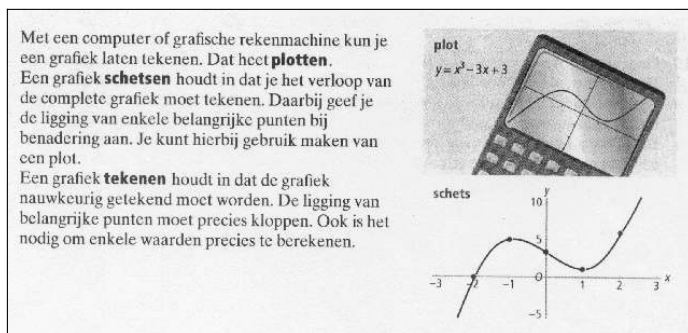 Met een computer of grafische rekenmachine kun je
een grafiek laten tekenen. Dat heet plotten.
Een grafiek schetsen houdt in dat je het verloop van
de complete grafiek moet tekenen. Daarbij geef je
de ligging van enkele belangrijke punten bij
benadering aan. Je kunt hierbij gebruik maken van
een plot.
Een grafiek tekenen houdt in dat de grafiek
nauwkeurig getekend moet worden. De ligging van
belangrijke punten moet precies kloppen. Ook is het
nodig om enkele waarden precies te berekenen.
plot
y = x³ – 3x + 3
schets
y
10
5
-3 -2 -1 O 1 2 3 x
-5